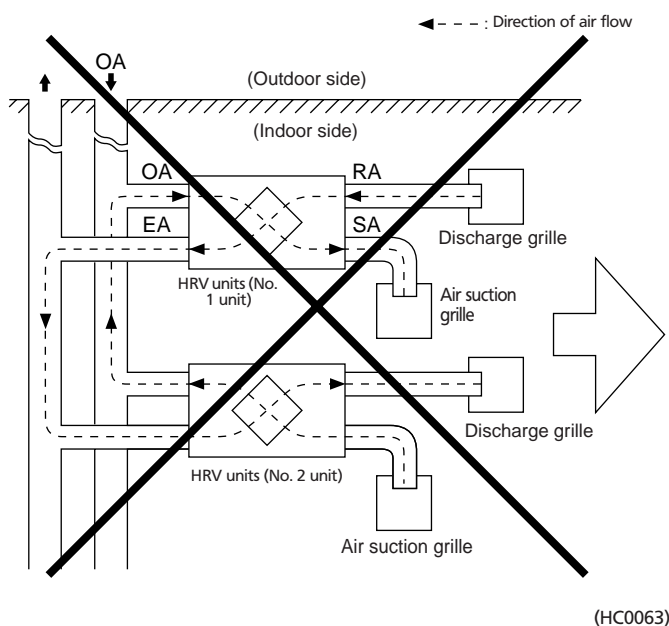 : Direction of air flow
OA
(Outdoor side)
(Indoor side)
OA
RA
EA
SA
Discharge grille
HRV units (No.
1 unit)
Air suction
grille
Discharge grille
HRV units (No. 2 unit)
Air suction grille
(HC0063)